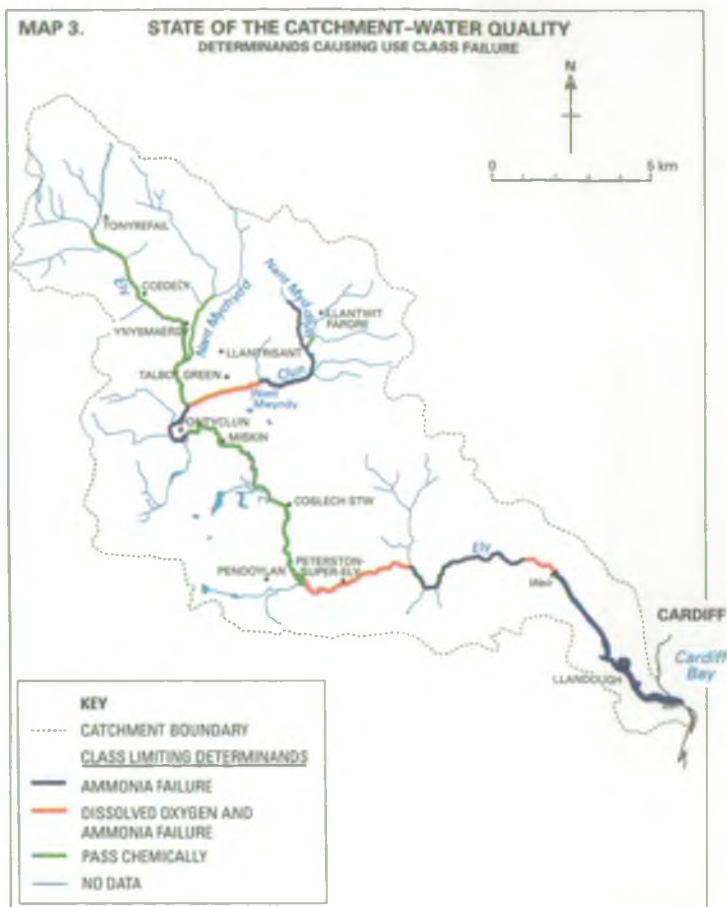 MAP 3.
STATE OF THE CATCHMENT–WATER QUALITY
DETERMINANDS CAUSING USE CLASS FAILURE
N
0 5 km
TONYREFAIL
COEDELY
Ely
YNYSMAERDY
Nant Myddlyn
LLANTWIT
FARDRE
LLANTRISANT
TALBOT GREEN
Clun
Nant
Mwyndy
PONTYCLUN
MISKIN
COSLECH STW
PENDOYLAN
PETERSTON-
SUPER-ELY
Ely
Weir
CARDIFF
Cardiff
Bay
LLANDOUGH
KEY
CATCHMENT BOUNDARY
CLASS LIMITING DETERMINANDS
AMMONIA FAILURE
DISSOLVED OXYGEN AND
AMMONIA FAILURE
PASS CHEMICALLY
NO DATA